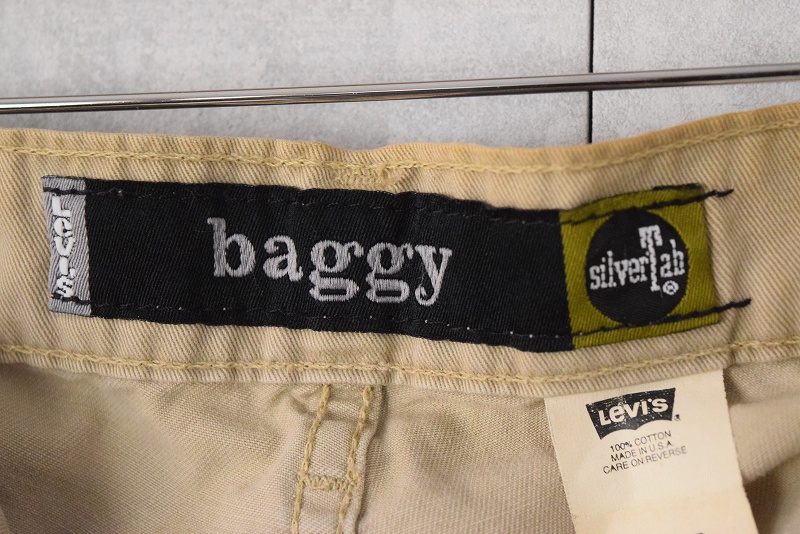 Levi's
baggy
silverTab
®
Levi's
100% COTTON
MADE IN U.S.A.
CARE ON REVERSE